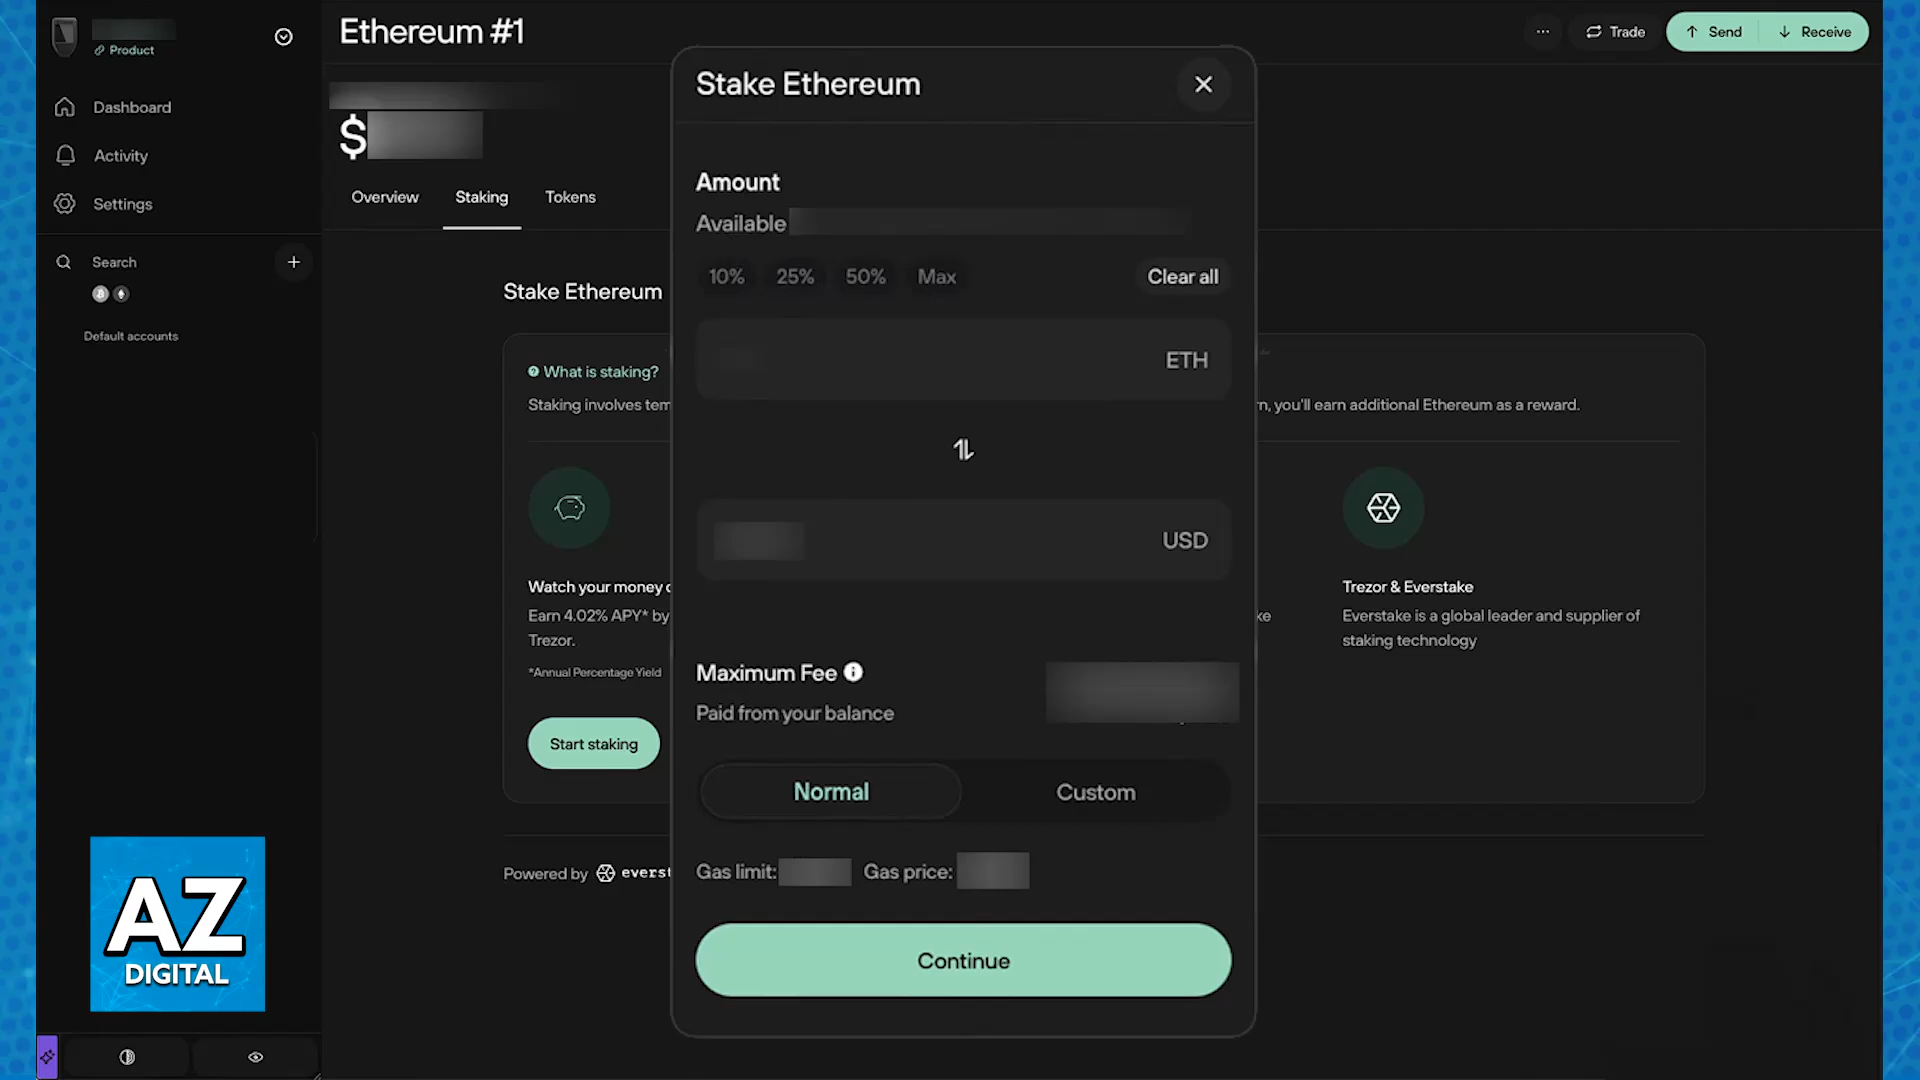 Product
Dashboard
Activity
Settings
Search
Default accounts
Ethereum #1
Trade
Send
Receive
$
Overview
Staking
Tokens
Stake Ethereum
What is staking?
Staking involves tem
n, you'll earn additional Ethereum as a reward.
Watch your money
Earn 4.02% APY* by
Trezor.
*Annual Percentage Yield
Start staking
ke
Trezor & Everstake
Everstake is a global leader and supplier of
staking technology
Powered by everst
Stake Ethereum
Amount
Available
10%
25%
50%
Max
Clear all
ETH
USD
Maximum Fee
Paid from your balance
Normal
Custom
Gas limit:
Gas price:
Continue
AZ
DIGITAL